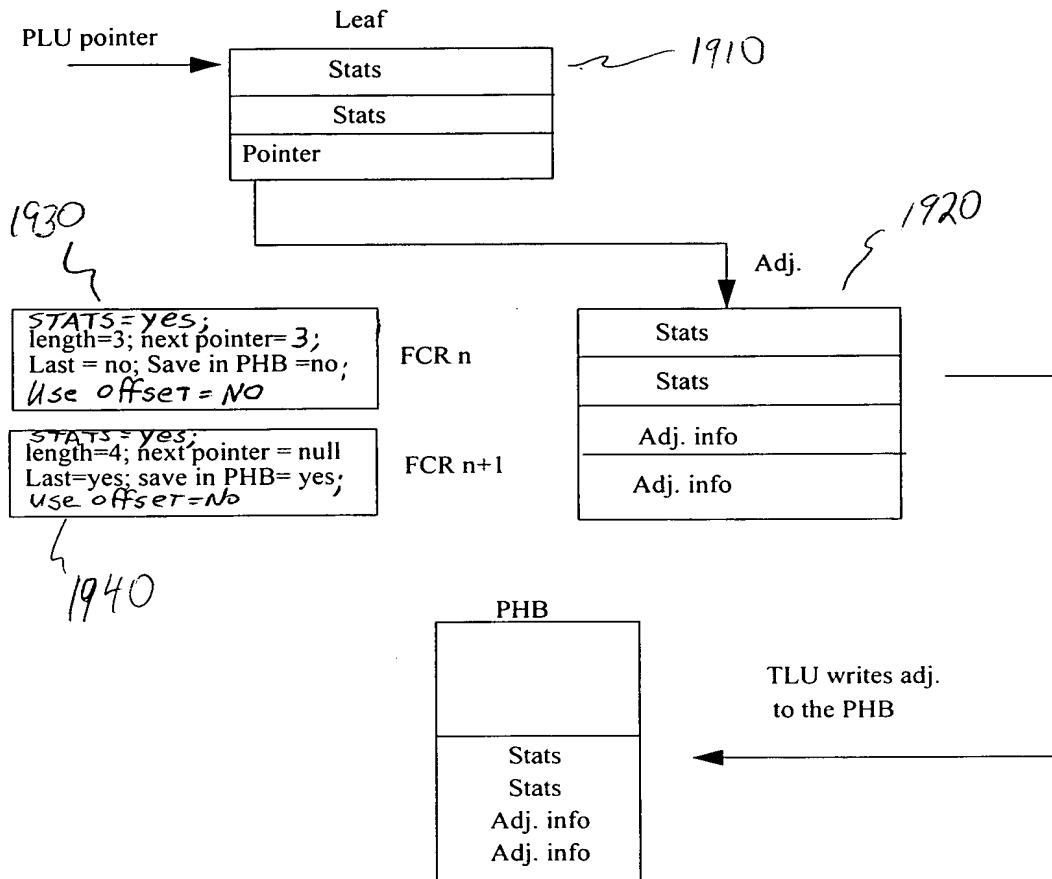 Leaf
PLU pointer
Stats
1910
Stats
Pointer
1930
1920
Adj.
STATS=yes;
length=3; next pointer= 3;
Last = no; Save in PHB =no;
Use offset = NO
FCR n
Stats
Stats
Adj. info
Adj. info
STATS=yes;
length=4; next pointer = null
Last=yes; save in PHB= yes;
use offset=No
FCR n+1
1940
PHB
TLU writes adj.
to the PHB
Stats
Stats
Adj. info
Adj. info